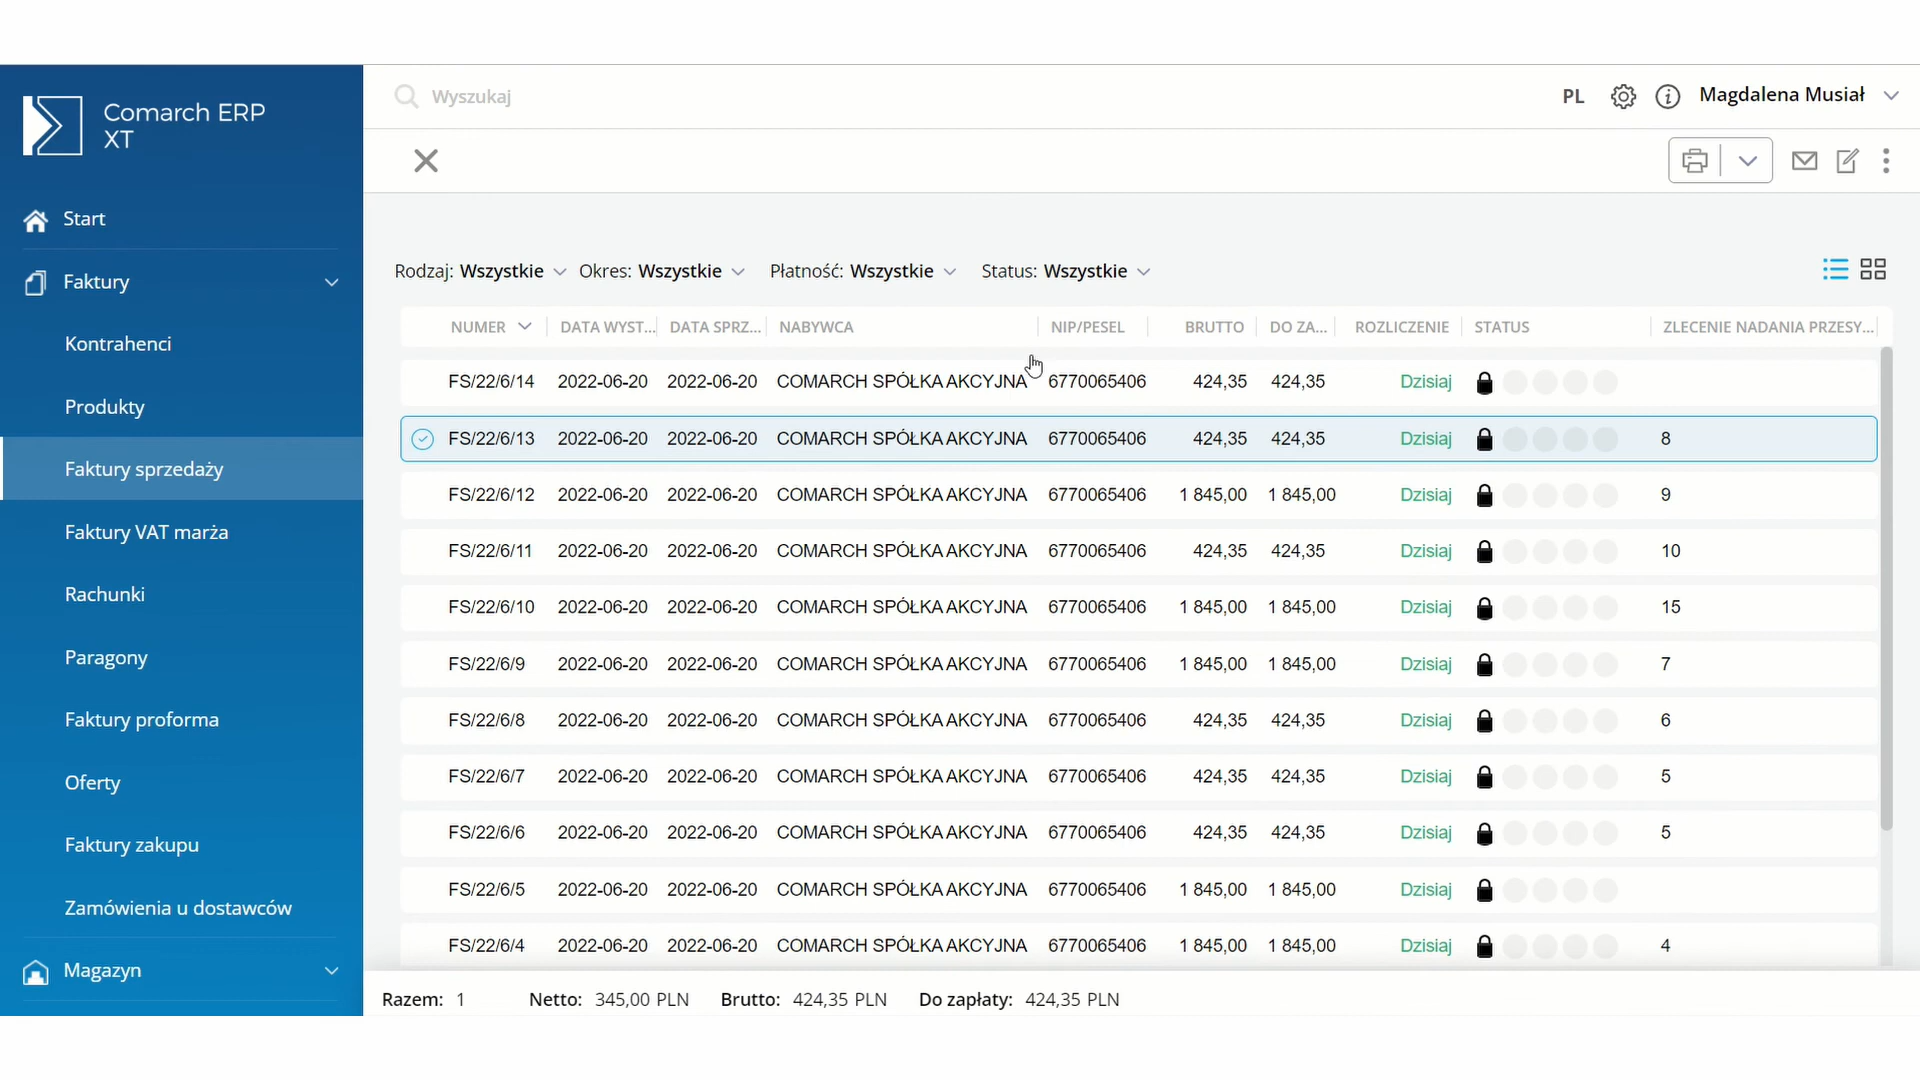 Comarch ERP
XT
Wyszukaj
PL
Magdalena Musiał
Start
Faktury
Kontrahenci
Produkty
Faktury sprzedaży
Faktury VAT marża
Rachunki
Paragony
Faktury proforma
Oferty
Faktury zakupu
Zamówienia u dostawców
Magazyn
Rodzaj: Wszystkie Okres: Wszystkie Płatność: Wszystkie Status: Wszystkie
NUMER DATA WYST... DATA SPRZ... NABYWCA NIP/PESEL BRUTTO DO ZA... ROZLICZENIE STATUS ZLECENIE NADANIA PRZESY...
FS/22/6/14 2022-06-20 2022-06-20 COMARCH SPÓŁKA AKCYJNA 6770065406 424,35 424,35 Dzisiaj
FS/22/6/13 2022-06-20 2022-06-20 COMARCH SPÓŁKA AKCYJNA 6770065406 424,35 424,35 Dzisiaj 8
FS/22/6/12 2022-06-20 2022-06-20 COMARCH SPÓŁKA AKCYJNA 6770065406 1 845,00 1 845,00 Dzisiaj 9
FS/22/6/11 2022-06-20 2022-06-20 COMARCH SPÓŁKA AKCYJNA 6770065406 424,35 424,35 Dzisiaj 10
FS/22/6/10 2022-06-20 2022-06-20 COMARCH SPÓŁKA AKCYJNA 6770065406 1 845,00 1 845,00 Dzisiaj 15
FS/22/6/9 2022-06-20 2022-06-20 COMARCH SPÓŁKA AKCYJNA 6770065406 1 845,00 1 845,00 Dzisiaj 7
FS/22/6/8 2022-06-20 2022-06-20 COMARCH SPÓŁKA AKCYJNA 6770065406 424,35 424,35 Dzisiaj 6
FS/22/6/7 2022-06-20 2022-06-20 COMARCH SPÓŁKA AKCYJNA 6770065406 424,35 424,35 Dzisiaj 5
FS/22/6/6 2022-06-20 2022-06-20 COMARCH SPÓŁKA AKCYJNA 6770065406 424,35 424,35 Dzisiaj 5
FS/22/6/5 2022-06-20 2022-06-20 COMARCH SPÓŁKA AKCYJNA 6770065406 1 845,00 1 845,00 Dzisiaj
FS/22/6/4 2022-06-20 2022-06-20 COMARCH SPÓŁKA AKCYJNA 6770065406 1 845,00 1 845,00 Dzisiaj 4
Razem: 1 Netto: 345,00 PLN Brutto: 424,35 PLN Do zapłaty: 424,35 PLN